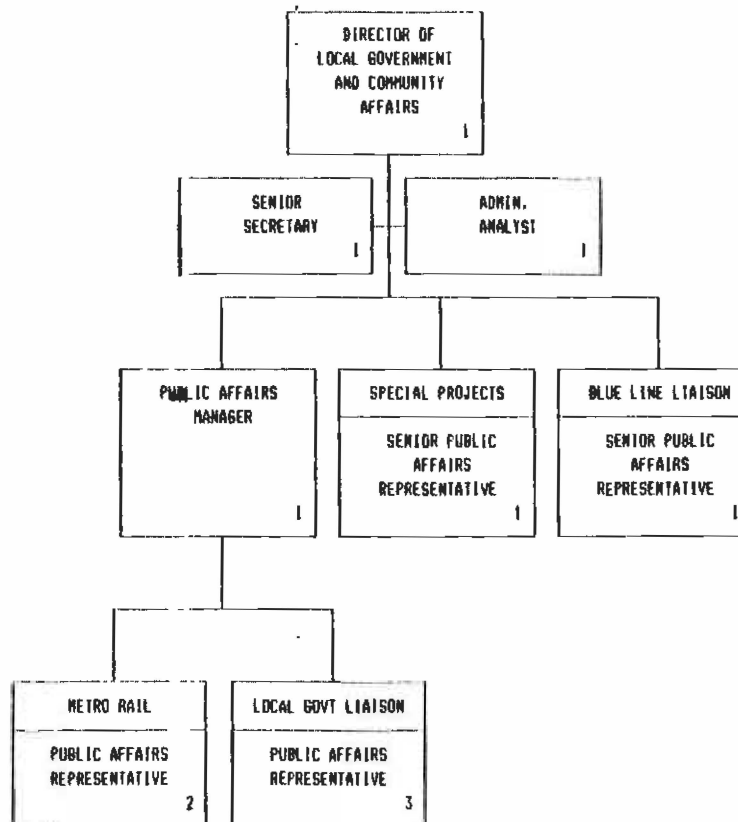 DIRECTOR OF
LOCAL GOVERNMENT
AND COMMUNITY
AFFAIRS
1
SENIOR
SECRETARY
1
ADMIN.
ANALYST
1
PUBLIC AFFAIRS
MANAGER
1
SPECIAL PROJECTS
SENIOR PUBLIC
AFFAIRS
REPRESENTATIVE
1
BLUE LINE LIAISON
SENIOR PUBLIC
AFFAIRS
REPRESENTATIVE
1
METRO RAIL
PUBLIC AFFAIRS
REPRESENTATIVE
2
LOCAL GOVT LIAISON
PUBLIC AFFAIRS
REPRESENTATIVE
3